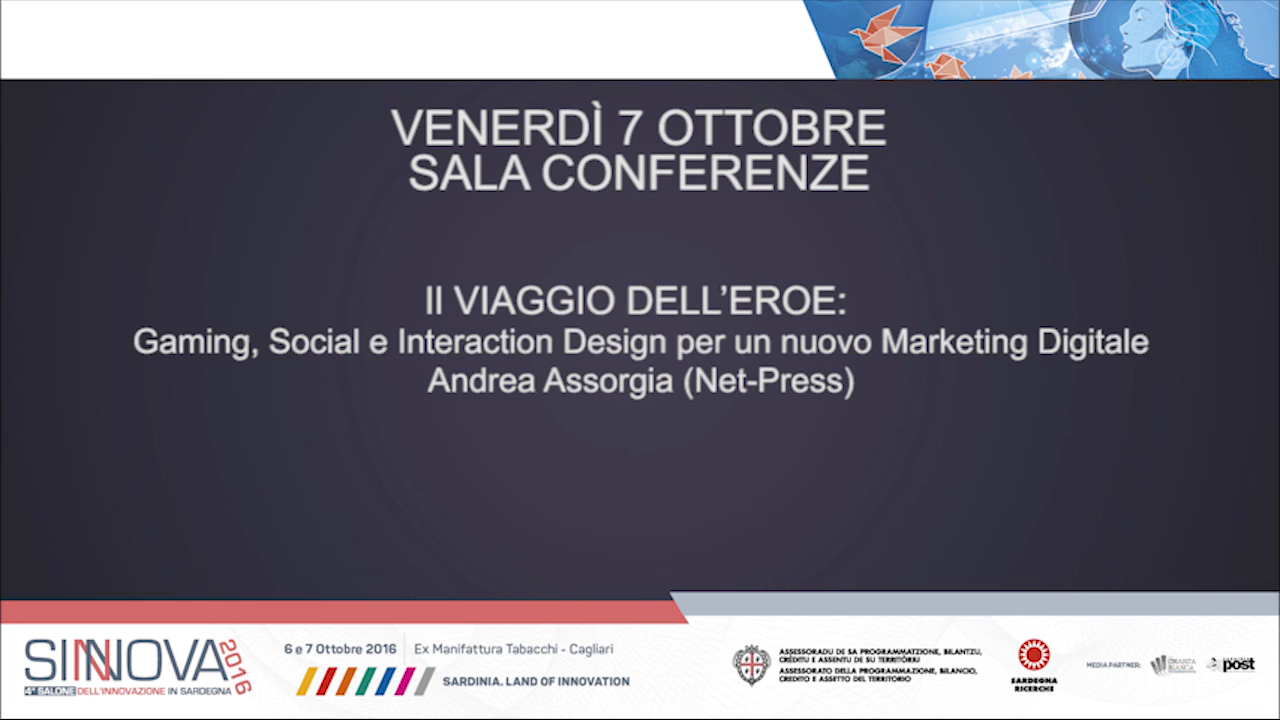 VENERDÌ 7 OTTOBRE
SALA CONFERENZE
Il VIAGGIO DELL’EROE:
Gaming, Social e Interaction Design per un nuovo Marketing Digitale
Andrea Assorgia (Net-Press)
SINNOVA 2016
4° SALONE DELL'INNOVAZIONE IN SARDEGNA
6 e 7 Ottobre 2016 Ex Manifattura Tabacchi - Cagliari
SARDINIA. LAND OF INNOVATION
ASSESSORADU DE SA PROGRAMMATZIONE, BILANTZU,
CRÈDITU E ASSENTU DE SU TERRITÒRIU
ASSESSORATO DELLA PROGRAMMAZIONE, BILANCIO,
CREDITO E ASSETTO DEL TERRITORIO
SARDEGNA
RICERCHE
MEDIA PARTNER:
post